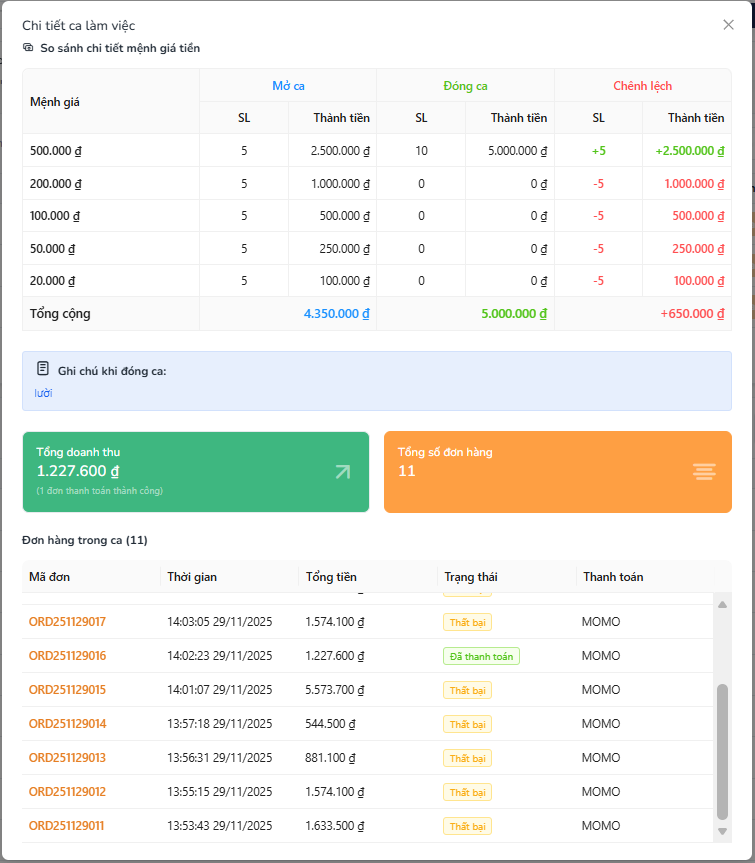 Chi tiết ca làm việc
So sánh chi tiết mệnh giá tiền
Mệnh giá Mở ca Đóng ca Chênh lệch
SL Thành tiền SL Thành tiền SL Thành tiền
500.000 ₫ 5 2.500.000 ₫ 10 5.000.000 ₫ +5 +2.500.000 ₫
200.000 ₫ 5 1.000.000 ₫ 0 0 ₫ -5 1.000.000 ₫
100.000 ₫ 5 500.000 ₫ 0 0 ₫ -5 500.000 ₫
50.000 ₫ 5 250.000 ₫ 0 0 ₫ -5 250.000 ₫
20.000 ₫ 5 100.000 ₫ 0 0 ₫ -5 100.000 ₫
Tổng cộng 4.350.000 ₫ 5.000.000 ₫ +650.000 ₫
Ghi chú khi đóng ca:
lười
Tổng doanh thu
1.227.600 ₫
(1 đơn thanh toán thành công)
Tổng số đơn hàng
11
Đơn hàng trong ca (11)
Mã đơn Thời gian Tổng tiền Trạng thái Thanh toán
ORD251129017 14:03:05 29/11/2025 1.574.100 ₫ Thất bại MOMO
ORD251129016 14:02:23 29/11/2025 1.227.600 ₫ Đã thanh toán MOMO
ORD251129015 14:01:07 29/11/2025 5.573.700 ₫ Thất bại MOMO
ORD251129014 13:57:18 29/11/2025 544.500 ₫ Thất bại MOMO
ORD251129013 13:56:31 29/11/2025 881.100 ₫ Thất bại MOMO
ORD251129012 13:55:15 29/11/2025 1.574.100 ₫ Thất bại MOMO
ORD251129011 13:53:43 29/11/2025 1.633.500 ₫ Thất bại MOMO